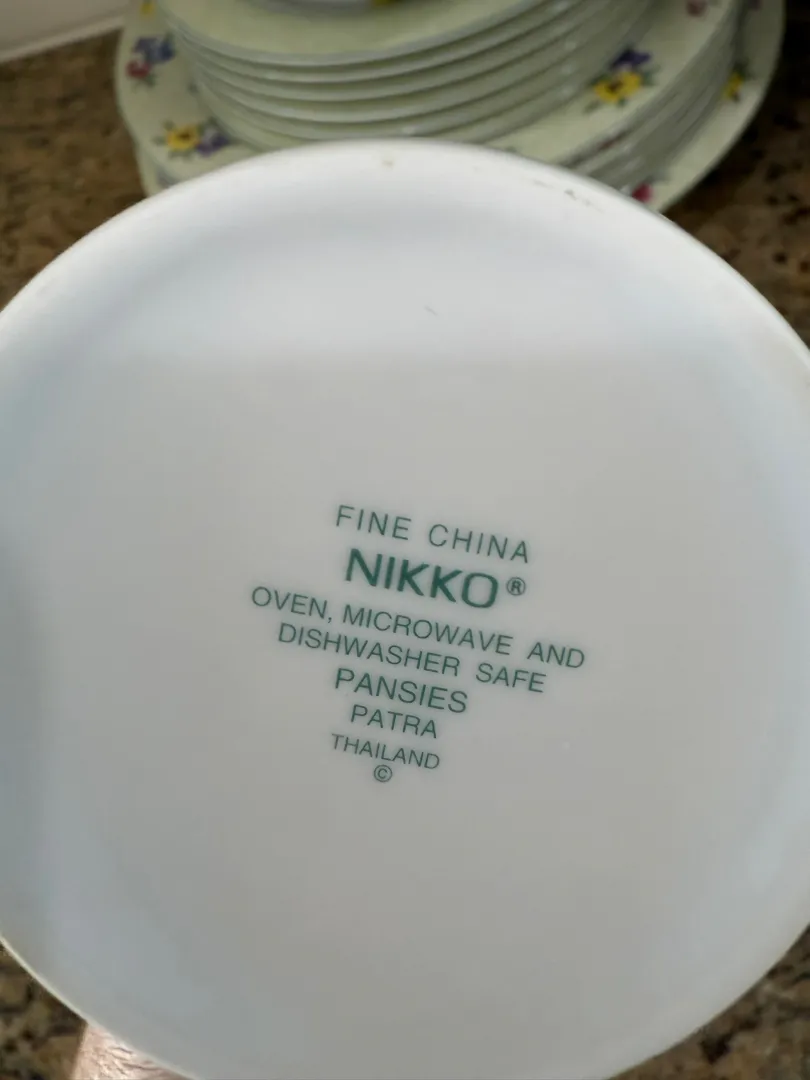 FINE CHINA
NIKKO®
OVEN, MICROWAVE AND
DISHWASHER SAFE
PANSIES
PATRA
THAILAND
©